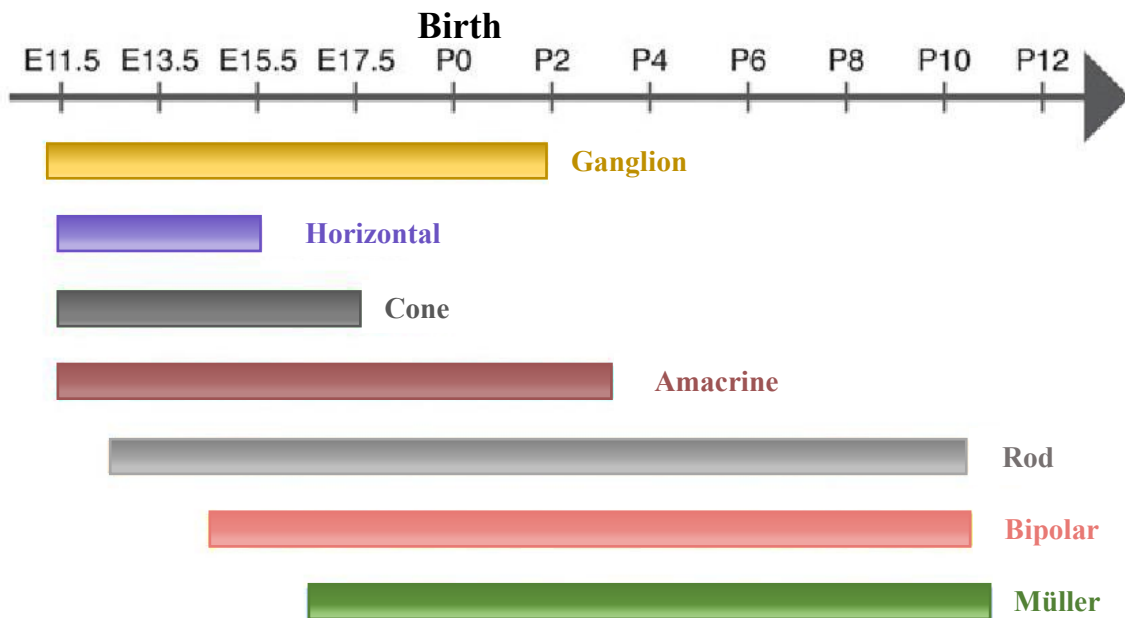 Birth
E11.5 E13.5 E15.5 E17.5 P0 P2 P4 P6 P8 P10 P12
Ganglion
Horizontal
Cone
Amacrine
Rod
Bipolar
Müller